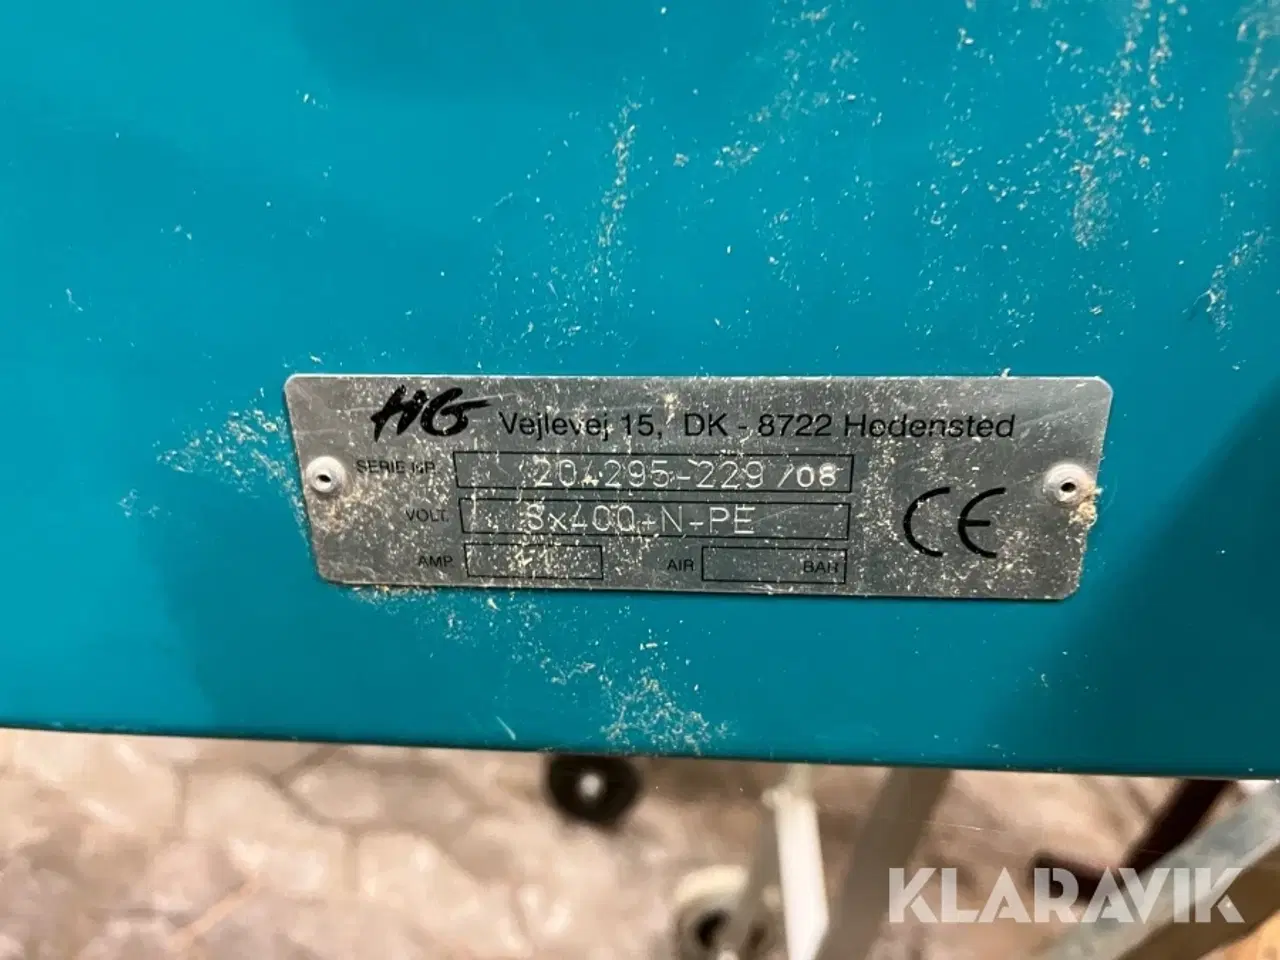 HG Vejlevej 15, DK - 8722 Hedensted
SERIE NR. 204295-229/08
VOLT. 3x400+N-PE
AMP.
AIR BAR
CE
KLARAVIK